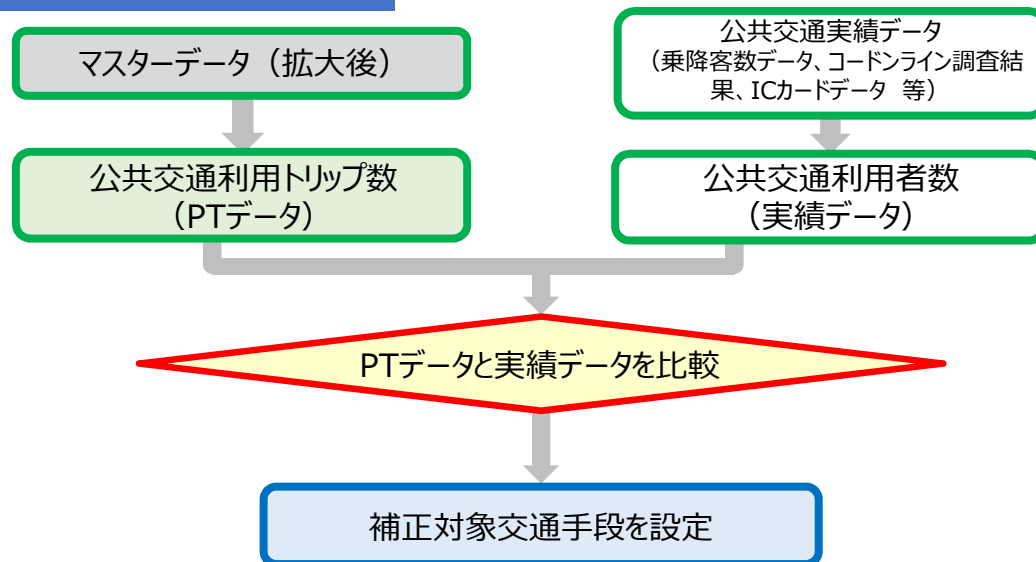 マスターデータ（拡大後）
公共交通実績データ
（乗降客数データ、コードンライン調査結
果、ICカードデータ 等）
公共交通利用トリップ数
（PTデータ）
公共交通利用者数
（実績データ）
PTデータと実績データを比較
補正対象交通手段を設定